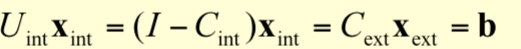 U_int x_int = (I − C_int) x_int = C_ext x_ext = b